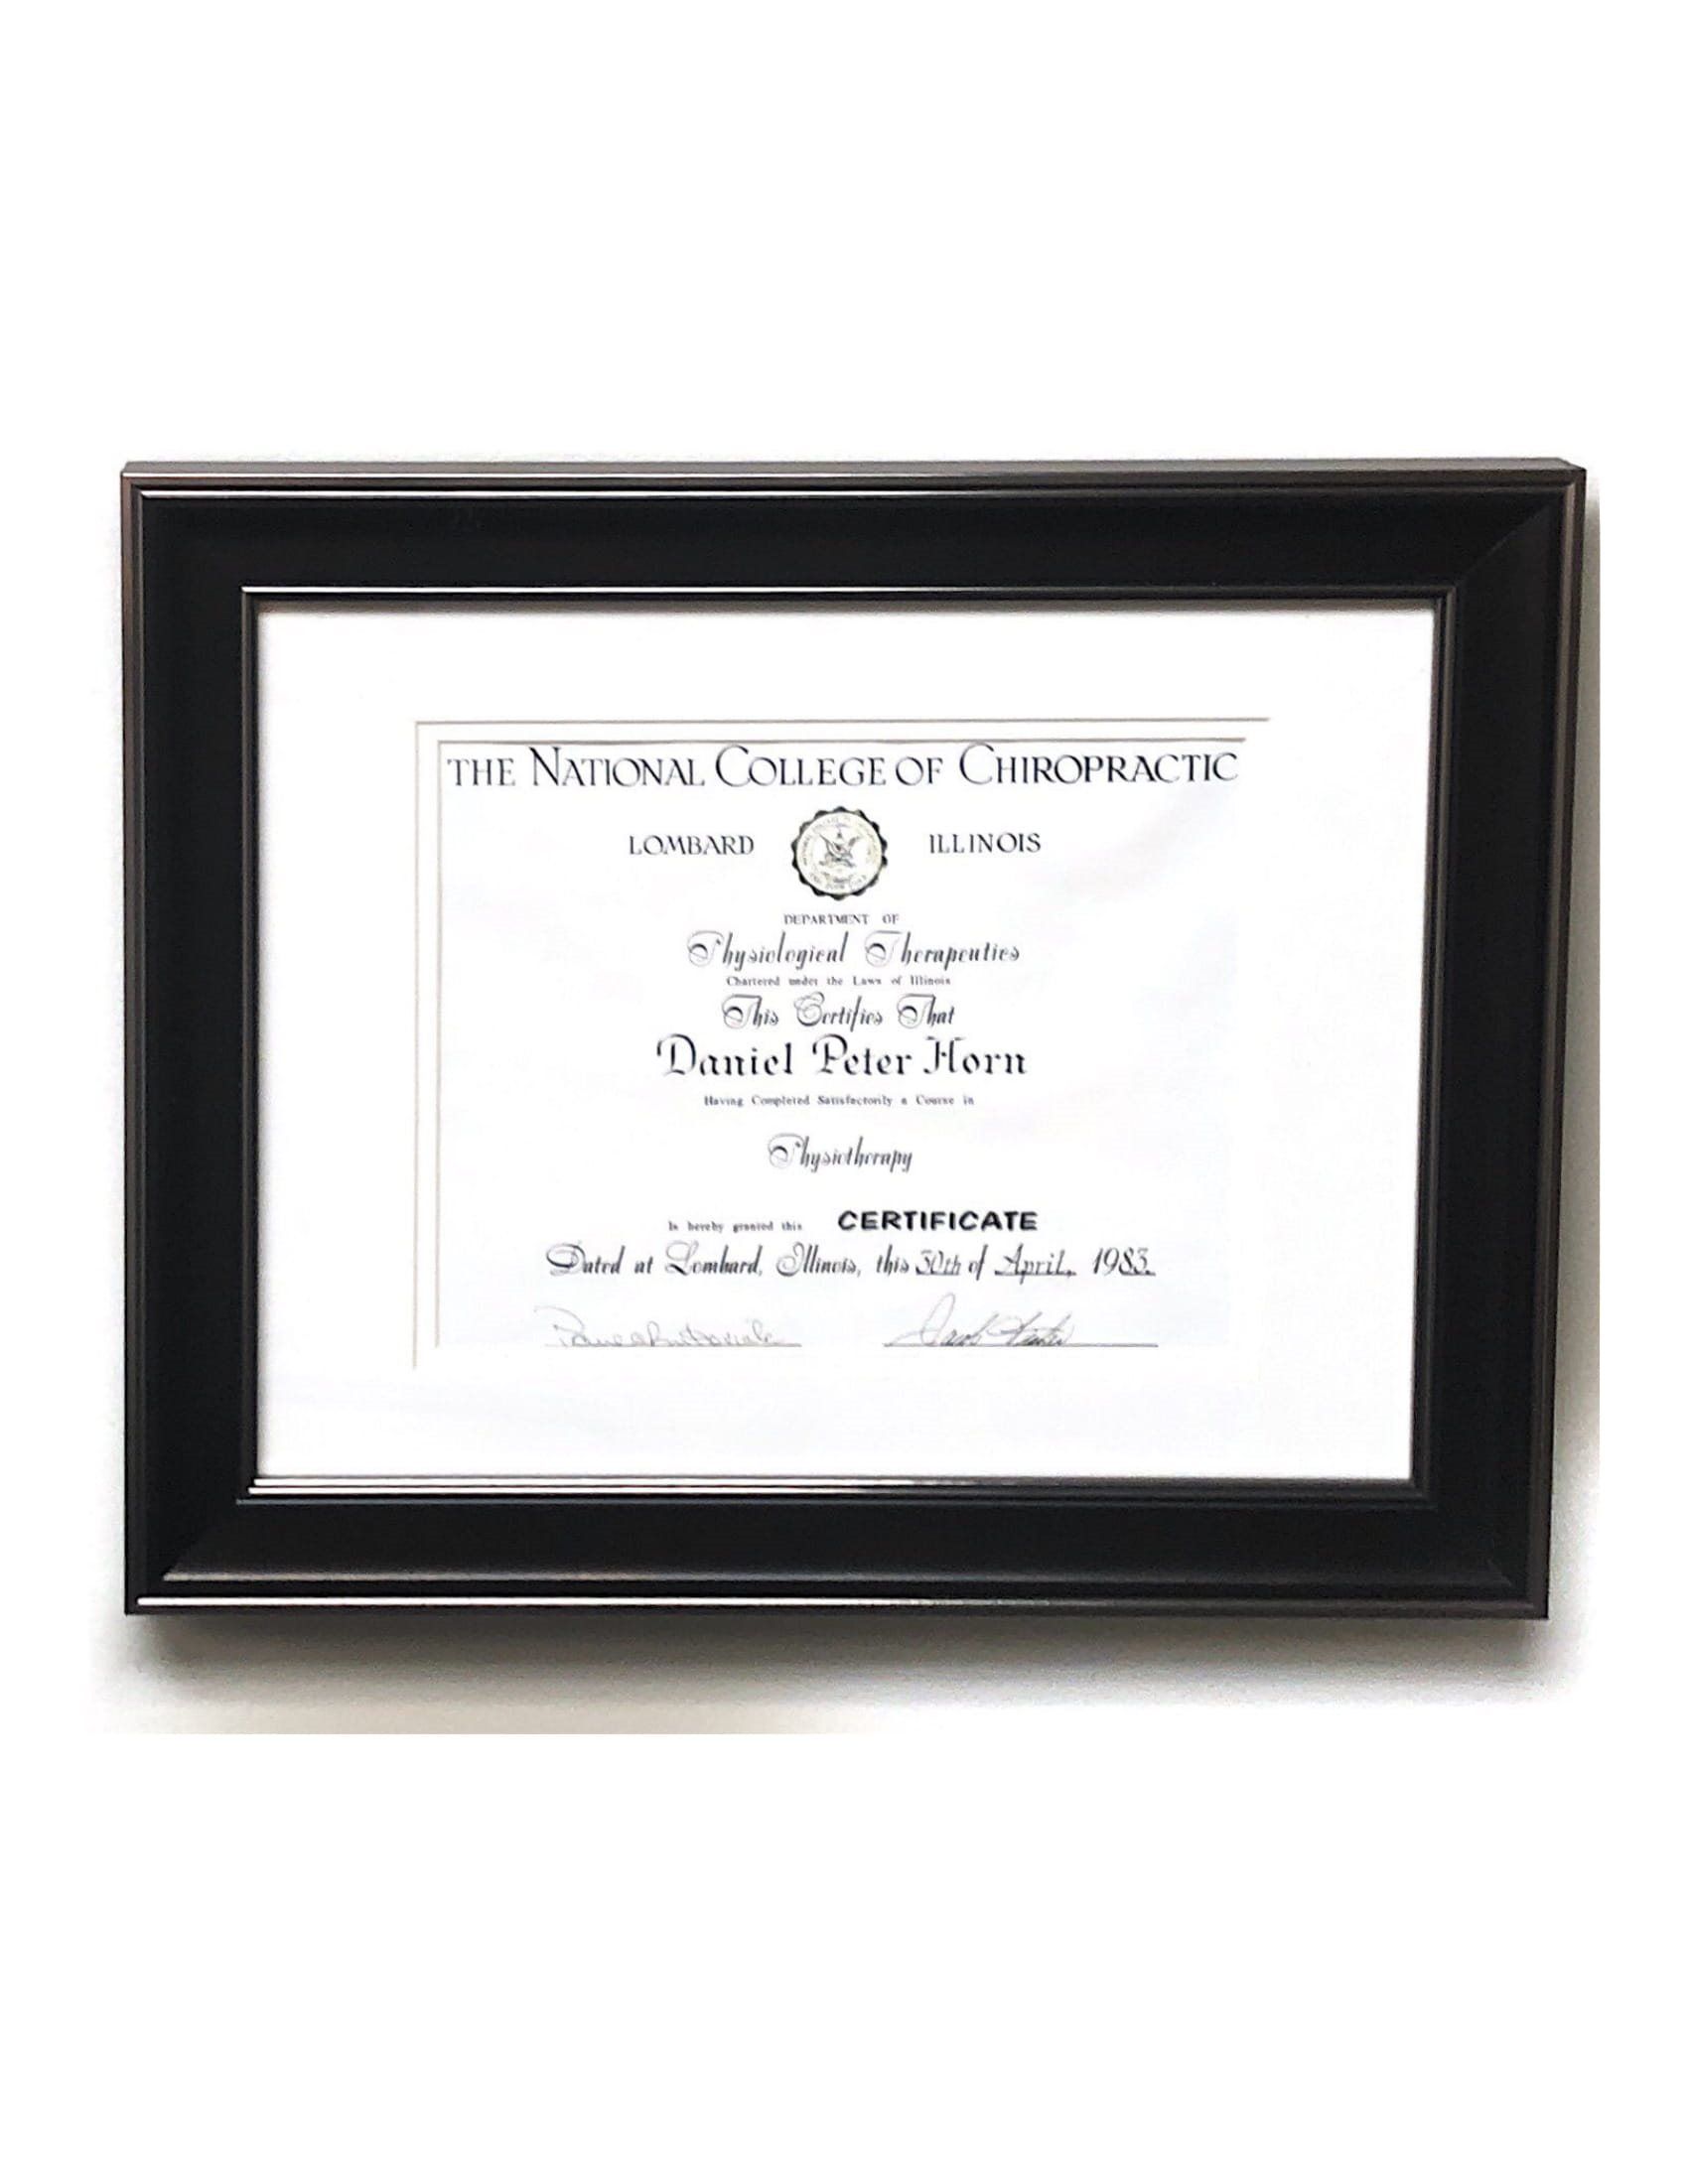 THE NATIONAL COLLEGE OF CHIROPRACTIC
LOMBARD ILLINOIS
DEPARTMENT OF
Physiological Therapeutics
Chartered under the Laws of Illinois
This Certifies That
Daniel Peter Horn
Having Completed Satisfactorily a Course in
Physiotherapy
Is hereby granted this CERTIFICATE
Dated at Lombard, Illinois, this 30th of April, 1983.